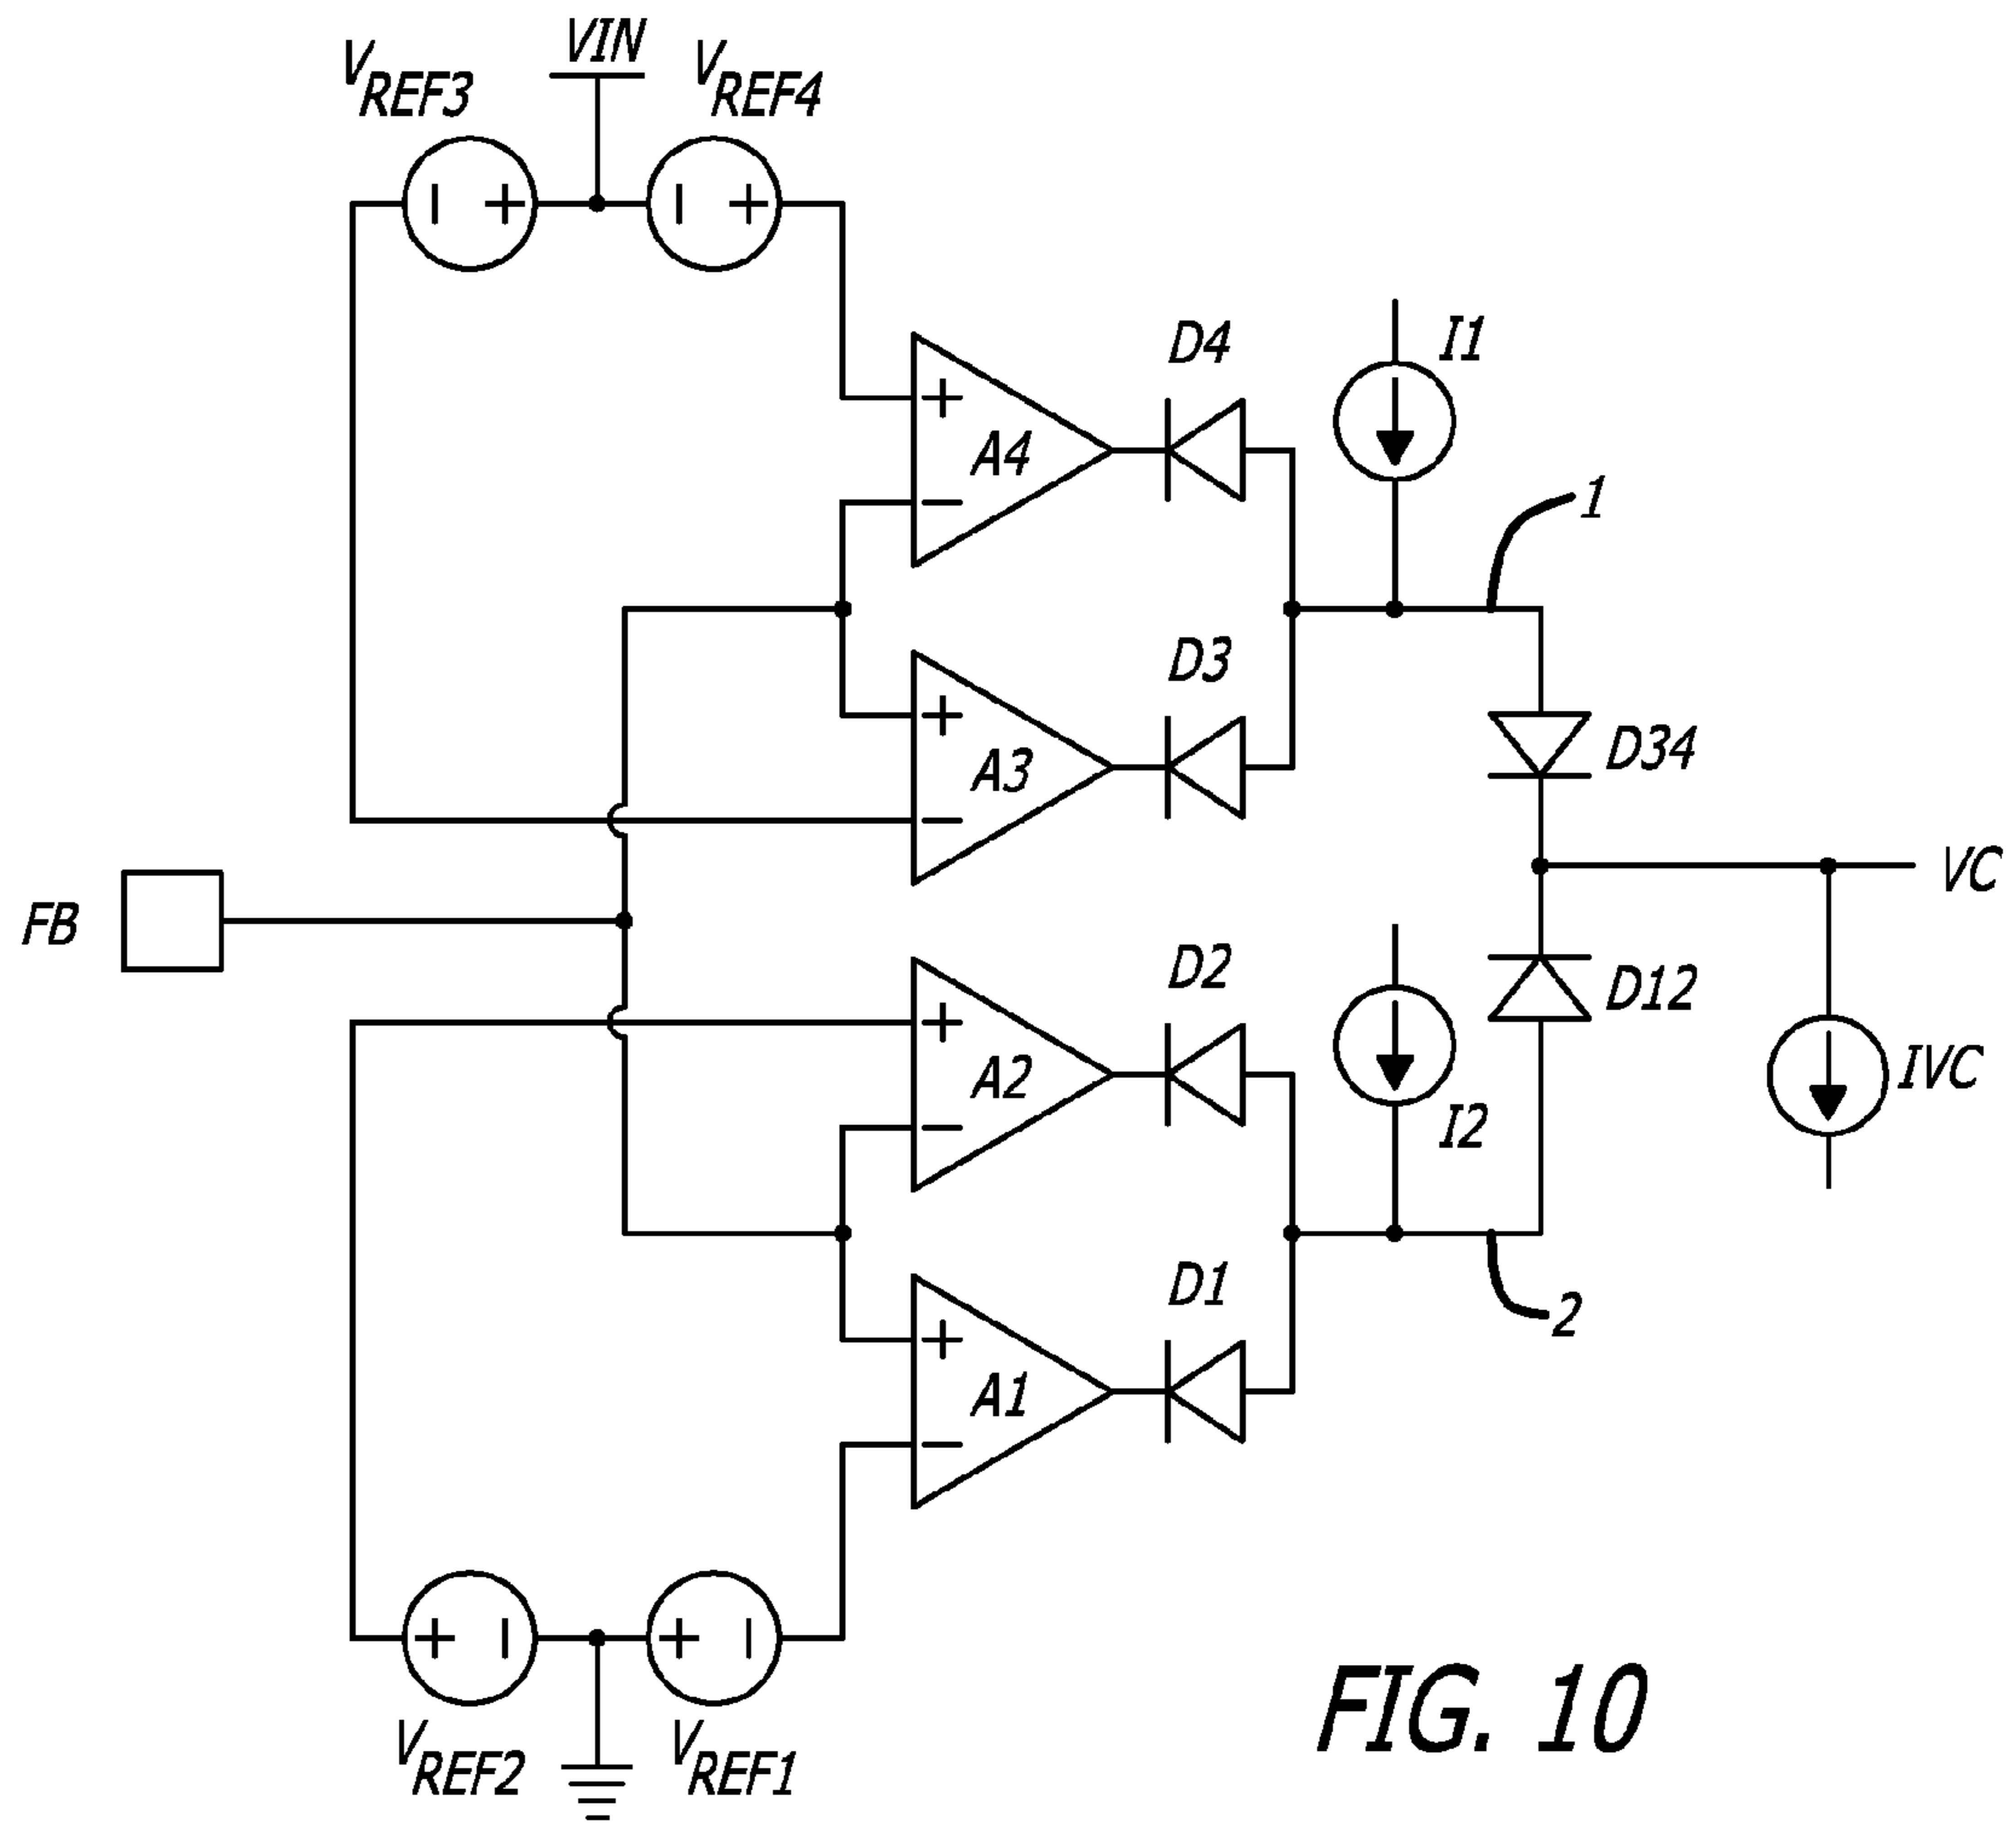 VIN
VREF3
VREF4
D4
I1
A4
1
D3
D34
A3
VC
FB
D2
D12
A2
IVC
I2
D1
2
A1
VREF2
VREF1
FIG. 10